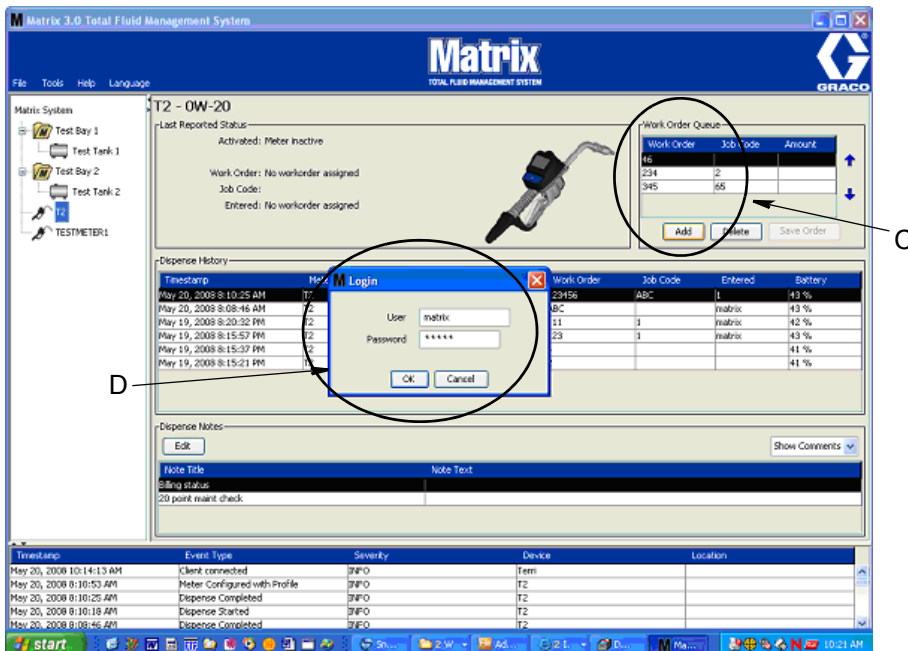 Matrix 3.0 Total Fluid Management System
Matrix
TOTAL FLUID MANAGEMENT SYSTEM
GRACO
File Tools Help Language
Matrix System
Test Bay 1
Test Tank 1
Test Bay 2
Test Tank 2
T2
TESTMETER1
T2 - 0W-20
Last Reported Status
Activated: Meter inactive
Work Order: No workorder assigned
Job Code:
Entered: No workorder assigned
Work Order Queue
Work Order Job Code Amount
46
234 2
345 65
Add Delete Save Order
C
Dispense History
Timestamp Work Order Job Code Entered Battery
May 20, 2008 8:10:25 AM T2 23456 ABC 1 43 %
May 20, 2008 8:08:46 AM T2 ABC matrix 43 %
May 19, 2008 8:20:32 PM T2 11 1 matrix 42 %
May 19, 2008 8:15:57 PM T2 23 1 matrix 43 %
May 19, 2008 8:15:37 PM T2 41 %
May 19, 2008 8:15:21 PM 41 %
M Login
User matrix
Password *****
OK Cancel
D
Dispense Notes
Edit
Show Comments
Note Title Note Text
Billing status
20 point maint check
Timestamp Event Type Severity Device Location
May 20, 2008 10:14:13 AM Client connected INFO Terri
May 20, 2008 8:10:53 AM Meter Configured with Profile INFO T2
May 20, 2008 8:10:25 AM Dispense Completed INFO T2
May 20, 2008 8:10:18 AM Dispense Started INFO T2
May 20, 2008 8:08:46 AM Dispense Completed INFO T2
start Sn... 2 W... Ad... 2 I... D... Ma... 10:21 AM